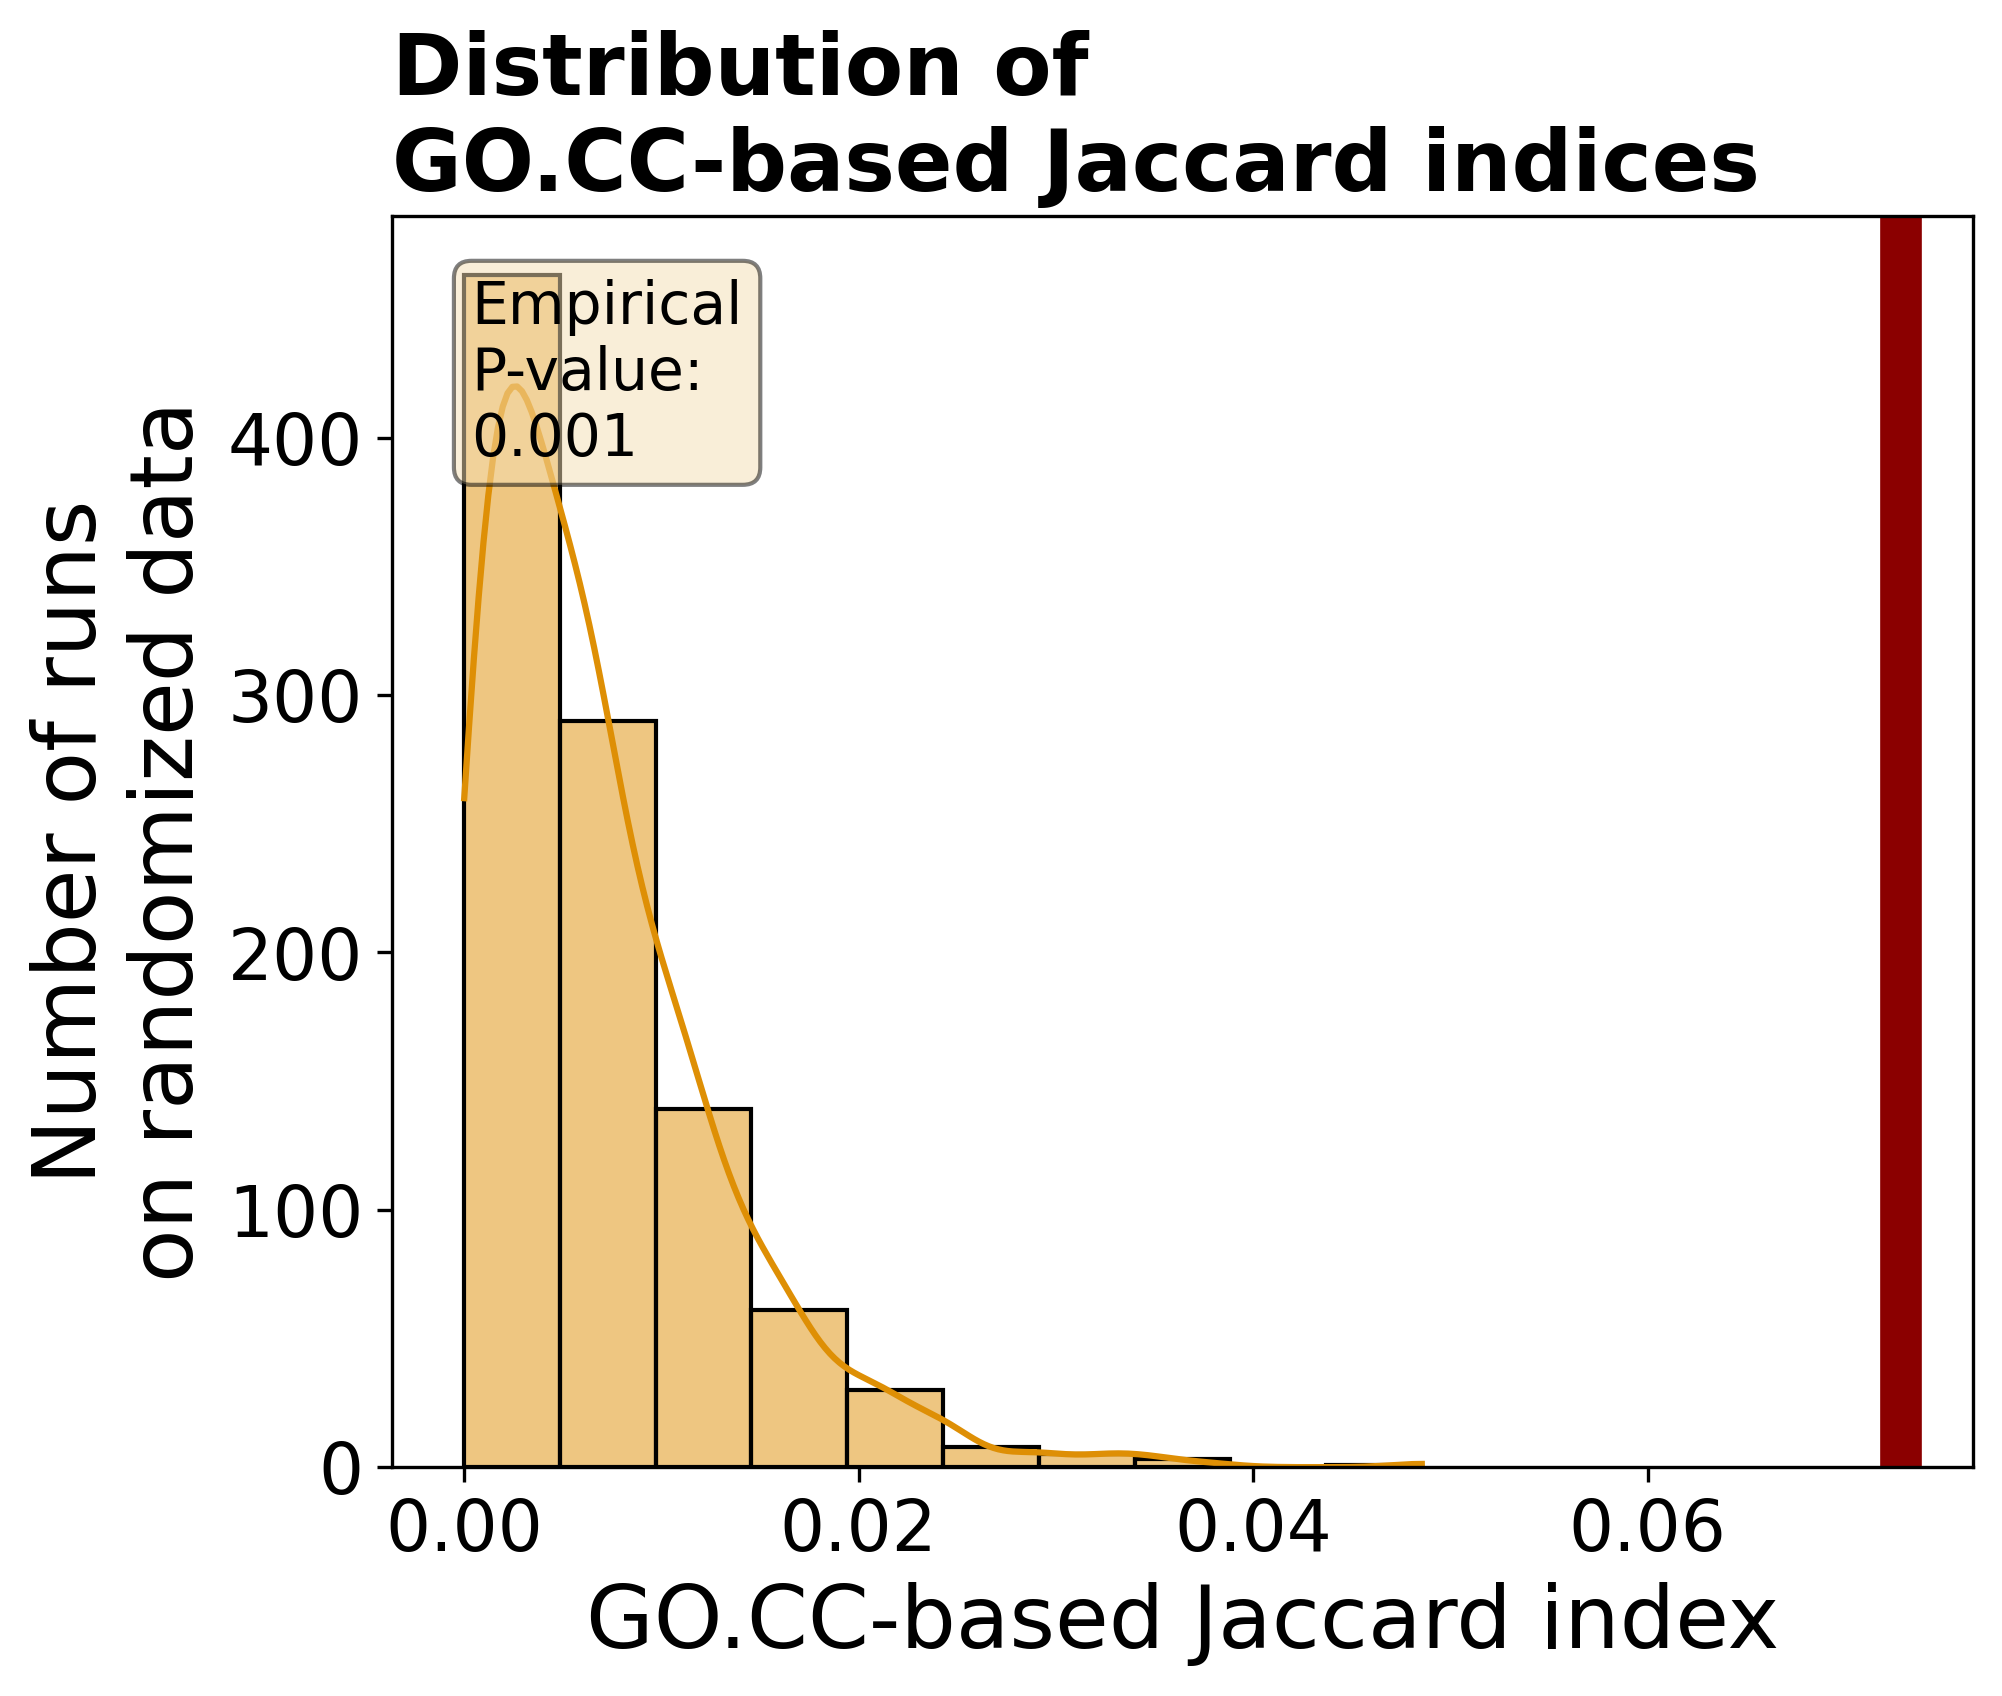 Distribution of
GO.CC-based Jaccard indices
Empirical
P-value:
0.001
Number of runs
on randomized data
400
300
200
100
0
0.00
0.02
0.04
0.06
GO.CC-based Jaccard index